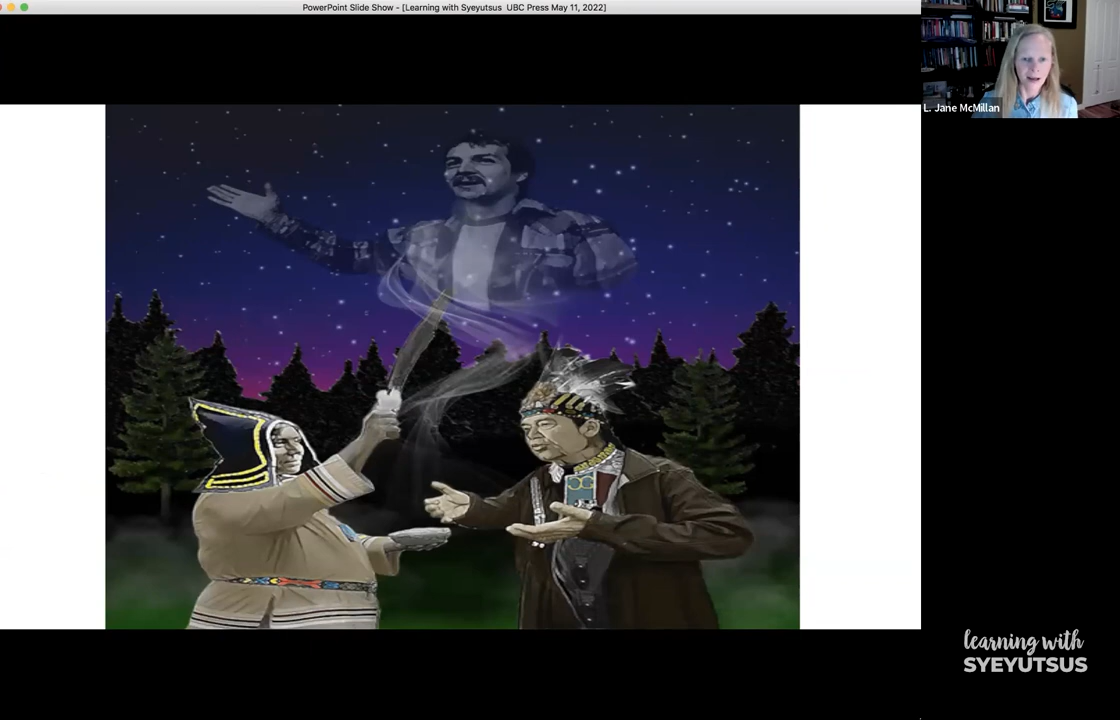 PowerPoint Slide Show - [Learning with Syeyutsus  UBC Press May 11, 2022]
L. Jane McMillan
learning with
SYEYUTSUS